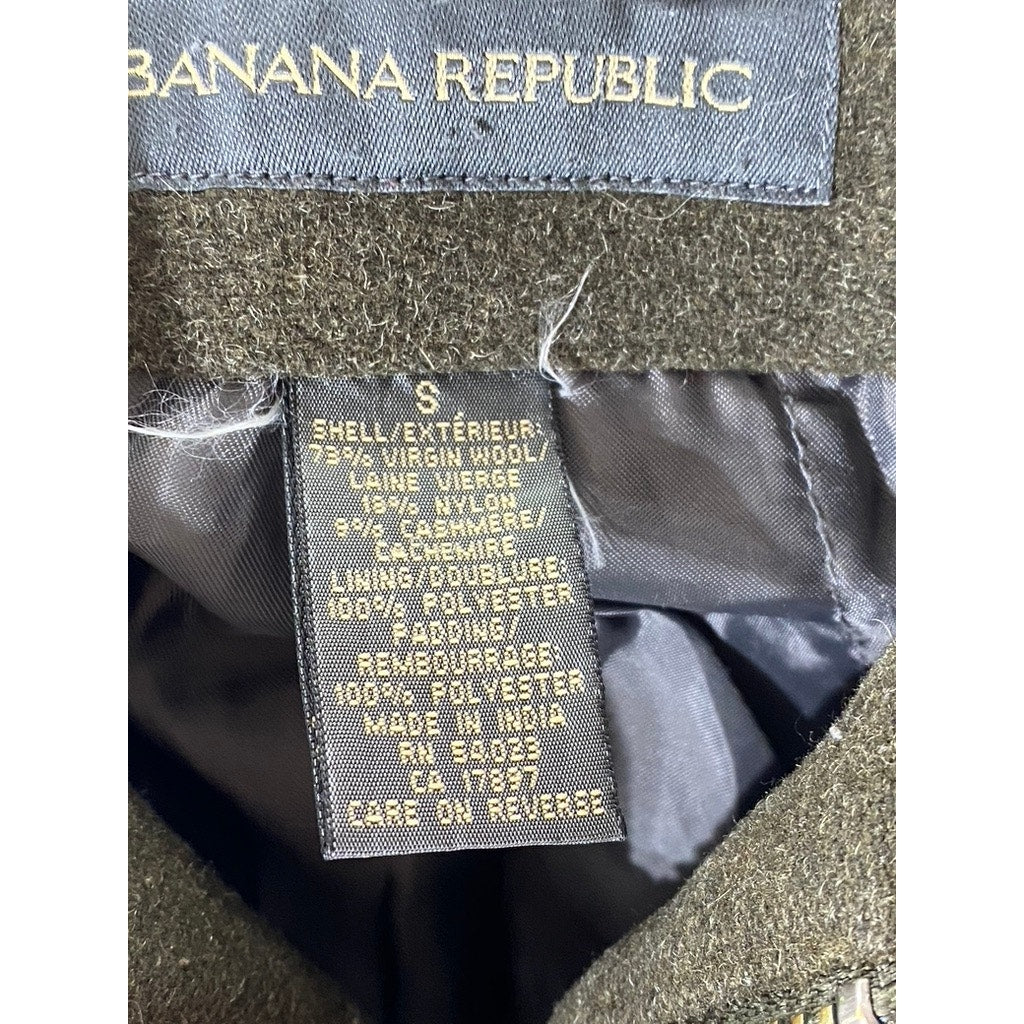 BANANA REPUBLIC
S
SHELL/EXTÉRIEUR
73% VIRGIN WOOL/
LAINE VIERGE
18% NYLON
9% CASHMERE/
CACHEMIRE
LINING/DOUBLURE
100% POLYESTER
PADDING/
REMBOURRAGE
100% POLYESTER
MADE IN INDIA
RN 54023
CA 17897
CARE ON REVERSE